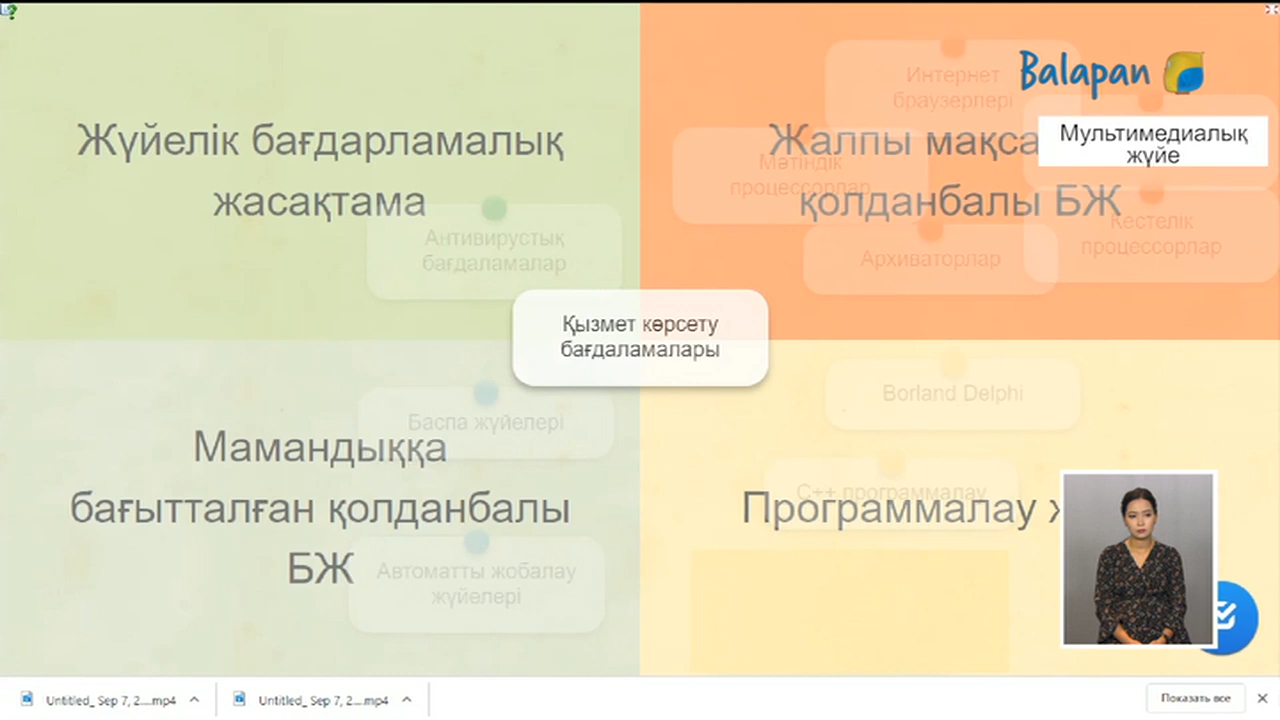 Balapan
Жүйелік бағдарламалық
жасақтама
Антивирустық
бағдаламалар
Интернет
браузерлері
Жалпы мақса
қолданбалы БЖ
Мультимедиалық
жүйе
Мәтіндік
процессорлар
Архиваторлар
Кестелік
процессорлар
Қызмет көрсету
бағдаламалары
Баспа жүйелері
Мамандыққа
бағытталған қолданбалы
БЖ
Автоматты жобалау
жүйелері
Borland Delphi
C++ программалау
Программалау
Untitled_ Sep 7, 2....mp4
Untitled_ Sep 7, 2....mp4
Показать все